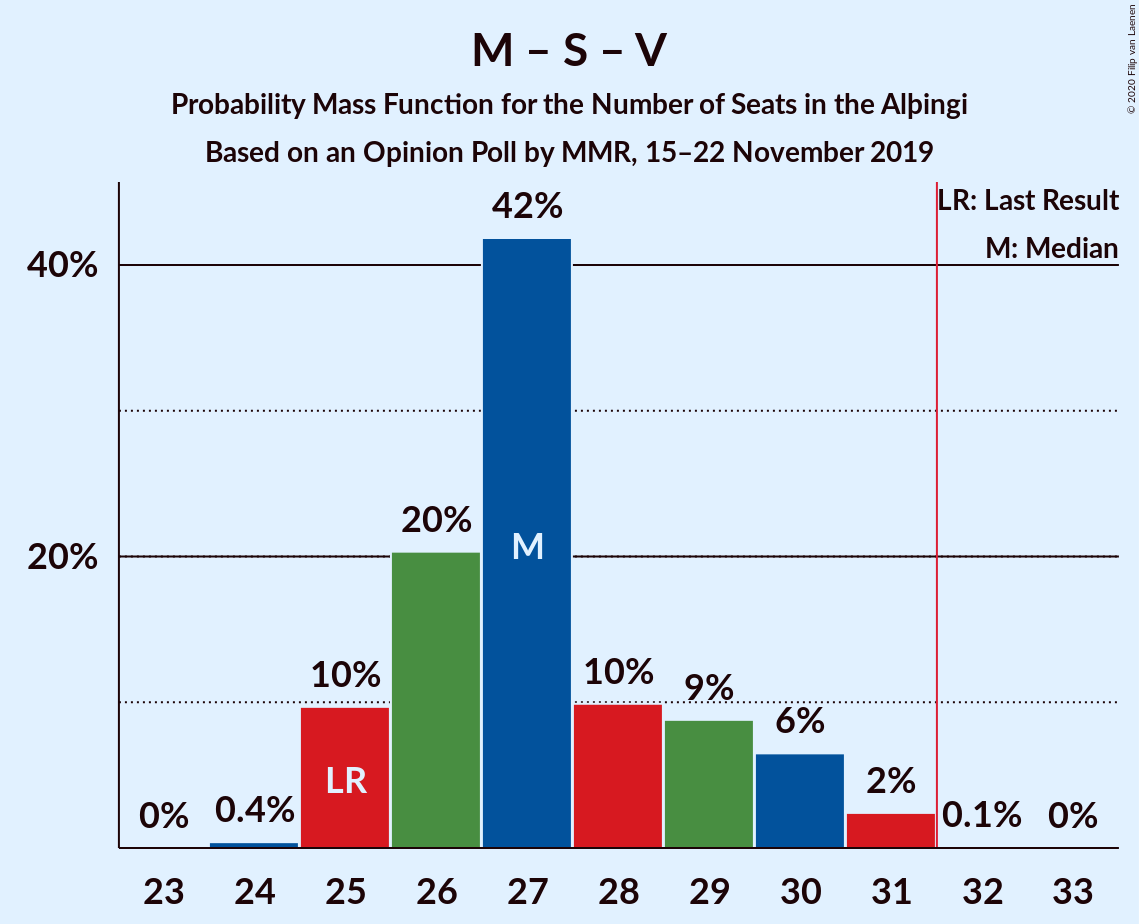 M – S – V
Probability Mass Function for the Number of Seats in the Alþingi
Based on an Opinion Poll by MMR, 15–22 November 2019
© 2020 Filip van Laenen
LR: Last Result
M: Median
40%
20%
0%
0.4%
10%
20%
42%
10%
9%
6%
2%
0.1%
0%
LR
M
23 24 25 26 27 28 29 30 31 32 33